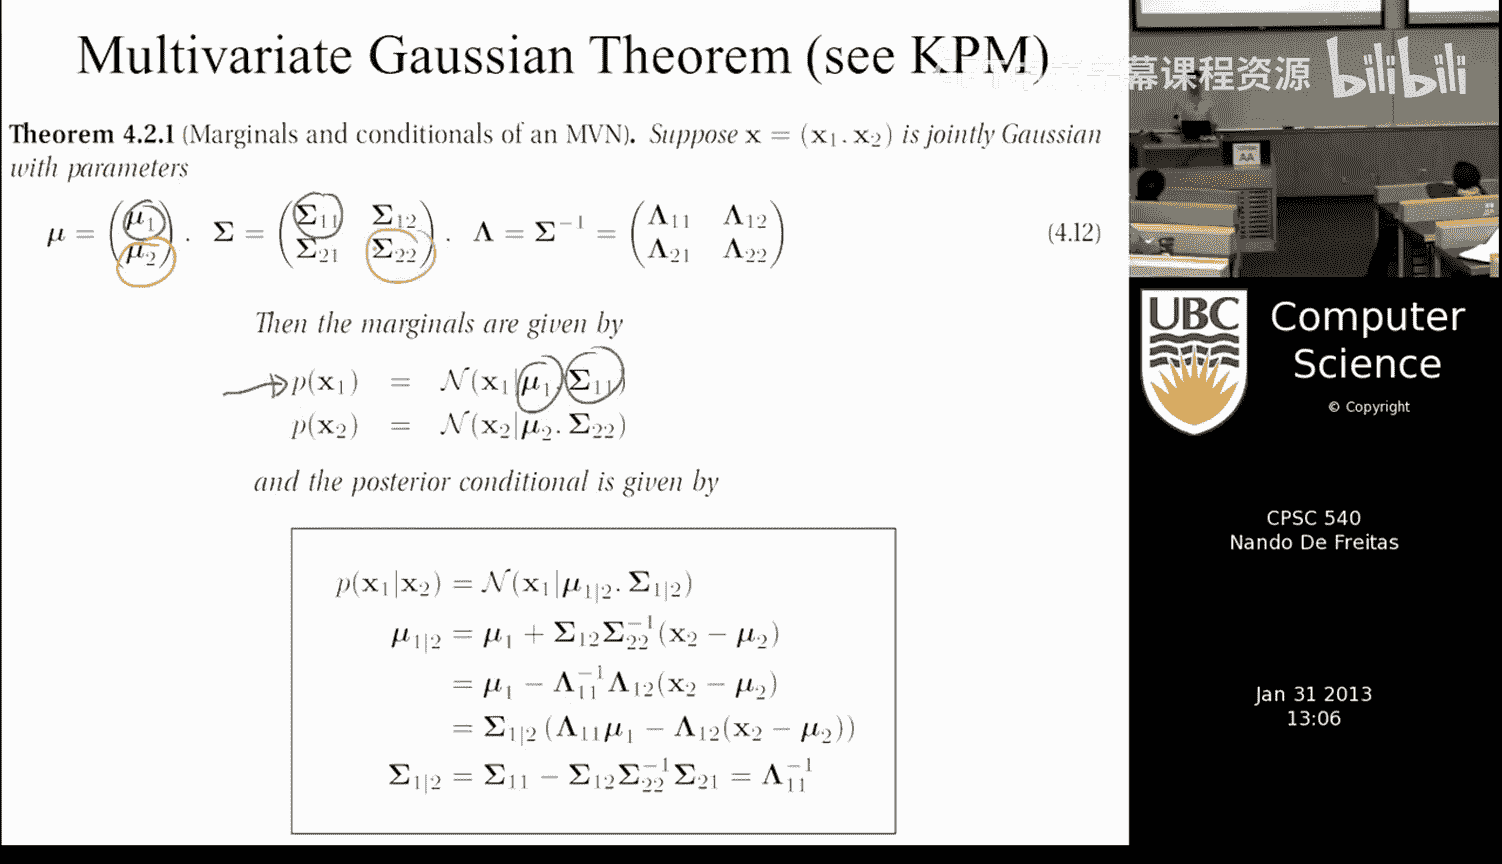 Multivariate Gaussian Theorem (see KPM)
幕课程资源 bilibili
Theorem 4.2.1 (Marginals and conditionals of an MVN). Suppose x = (x₁. x₂) is jointly Gaussian
with parameters
μ = (μ₁ μ₂) . Σ = (Σ₁₁ Σ₁₂ Σ₂₁ Σ₂₂) . Λ = Σ⁻¹ = (Λ₁₁ Λ₁₂ Λ₂₁ Λ₂₂) (4.12)
Then the marginals are given by
p(x₁) = N(x₁|μ₁. Σ₁₁)
p(x₂) = N(x₂|μ₂. Σ₂₂)
and the posterior conditional is given by
p(x₁|x₂) = N(x₁|μ₁|₂. Σ₁|₂)
μ₁|₂ = μ₁ + Σ₁₂Σ₂₂⁻¹(x₂ − μ₂)
= μ₁ − Λ₁₁⁻¹Λ₁₂(x₂ − μ₂)
= Σ₁|₂ (Λ₁₁μ₁ − Λ₁₂(x₂ − μ₂))
Σ₁|₂ = Σ₁₁ − Σ₁₂Σ₂₂⁻¹Σ₂₁ = Λ₁₁⁻¹
AA
UBC
Computer
Science
© Copyright
CPSC 540
Nando De Freitas
Jan 31 2013
13:06